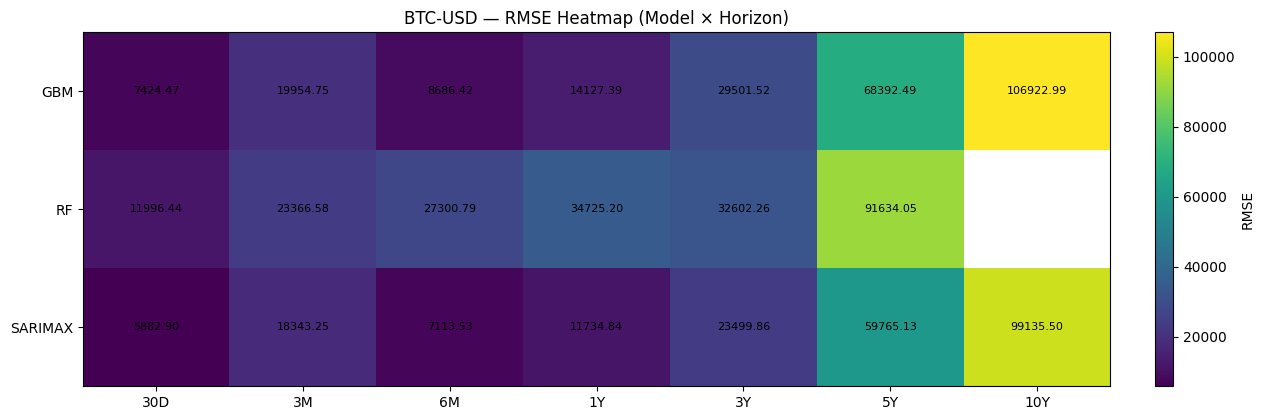 BTC-USD — RMSE Heatmap (Model × Horizon)
GBM 7424.47 19954.75 8686.42 14127.39 29501.52 68392.49 106922.99
RF 11996.44 23366.58 27300.79 34725.20 32602.26 91634.05
SARIMAX 5882.90 18343.25 7113.53 11734.84 23499.86 59765.13 99135.50
30D 3M 6M 1Y 3Y 5Y 10Y
100000
80000
60000
40000
20000
RMSE